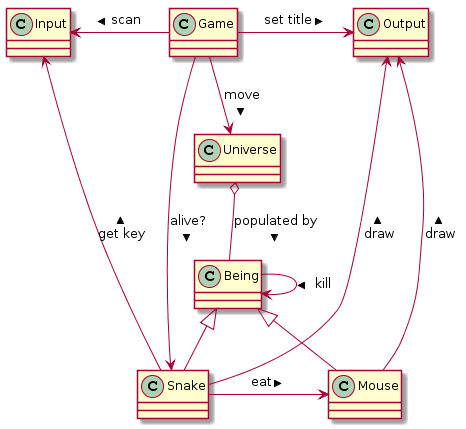 C Input
scan
C Game
set title
C Output
move
C Universe
alive?
populated by
get key
draw
draw
C Being
kill
C Snake
eat
C Mouse